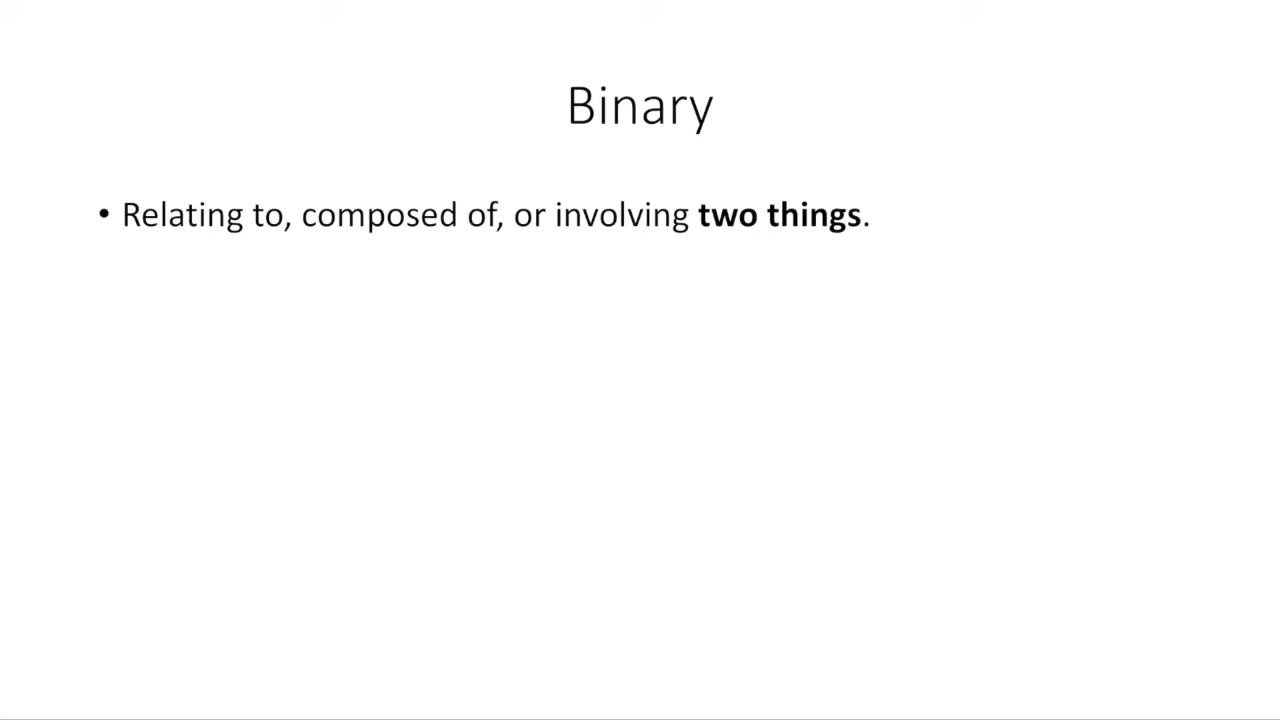 Binary
• Relating to, composed of, or involving two things.